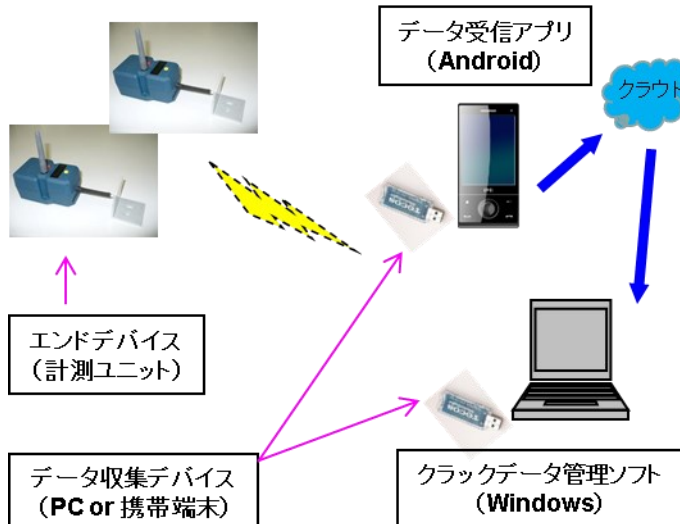 データ受信アプリ
（Android）
クラウド
エンドデバイス
（計測ユニット）
データ収集デバイス
（PC or 携帯端末）
クラックデータ管理ソフト
（Windows）
TOCOS
TOCOS